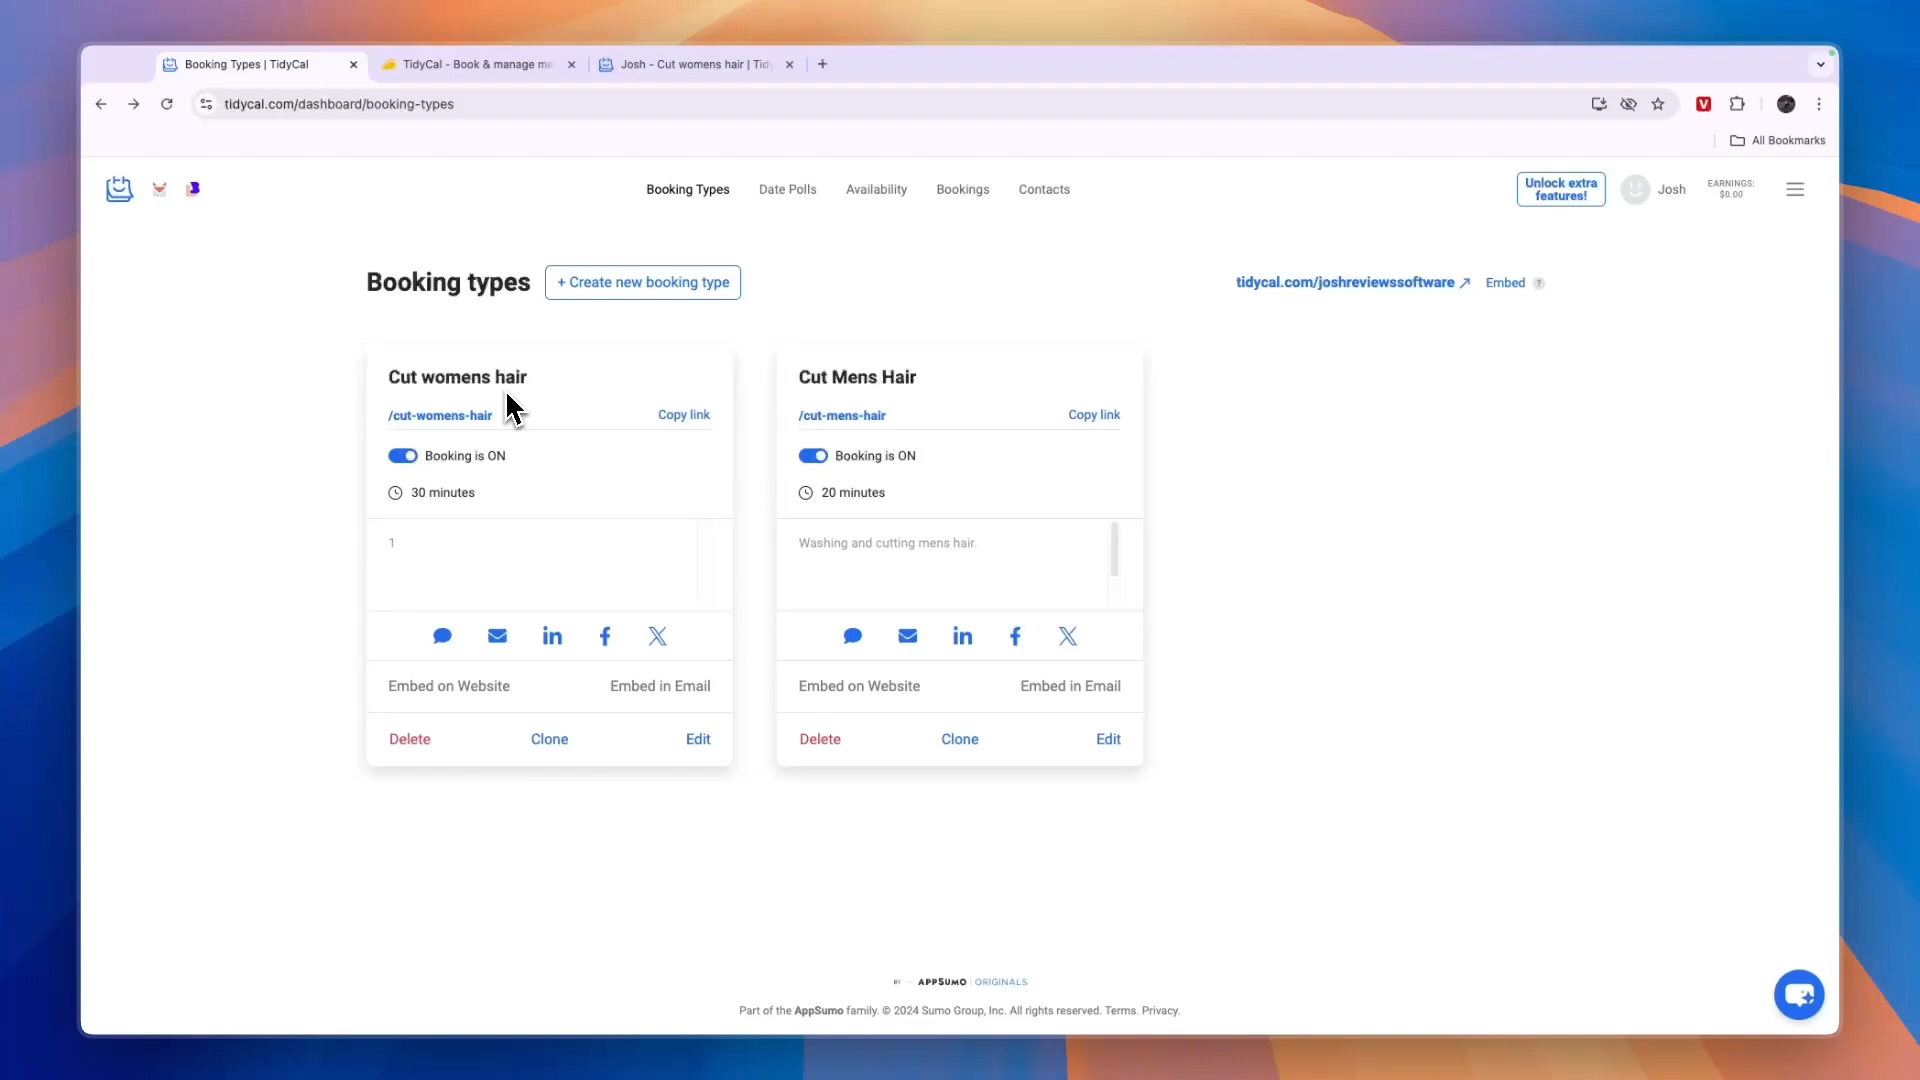 Booking Types | TidyCal
TidyCal - Book & manage me
Josh - Cut womens hair | Tidy
tidycal.com/dashboard/booking-types
All Bookmarks
Booking Types
Date Polls
Availability
Bookings
Contacts
Unlock extra
features!
Josh
EARNINGS:
$0.00
Booking types
+ Create new booking type
tidycal.com/joshreviewssoftware
Embed
?
Cut womens hair
/cut-womens-hair
Copy link
Booking is ON
30 minutes
1
Embed on Website
Embed in Email
Delete
Clone
Edit
Cut Mens Hair
/cut-mens-hair
Copy link
Booking is ON
20 minutes
Washing and cutting mens hair.
Embed on Website
Embed in Email
Delete
Clone
Edit
BY APPSUMO | ORIGINALS
Part of the AppSumo family. © 2024 Sumo Group, Inc. All rights reserved. Terms. Privacy.